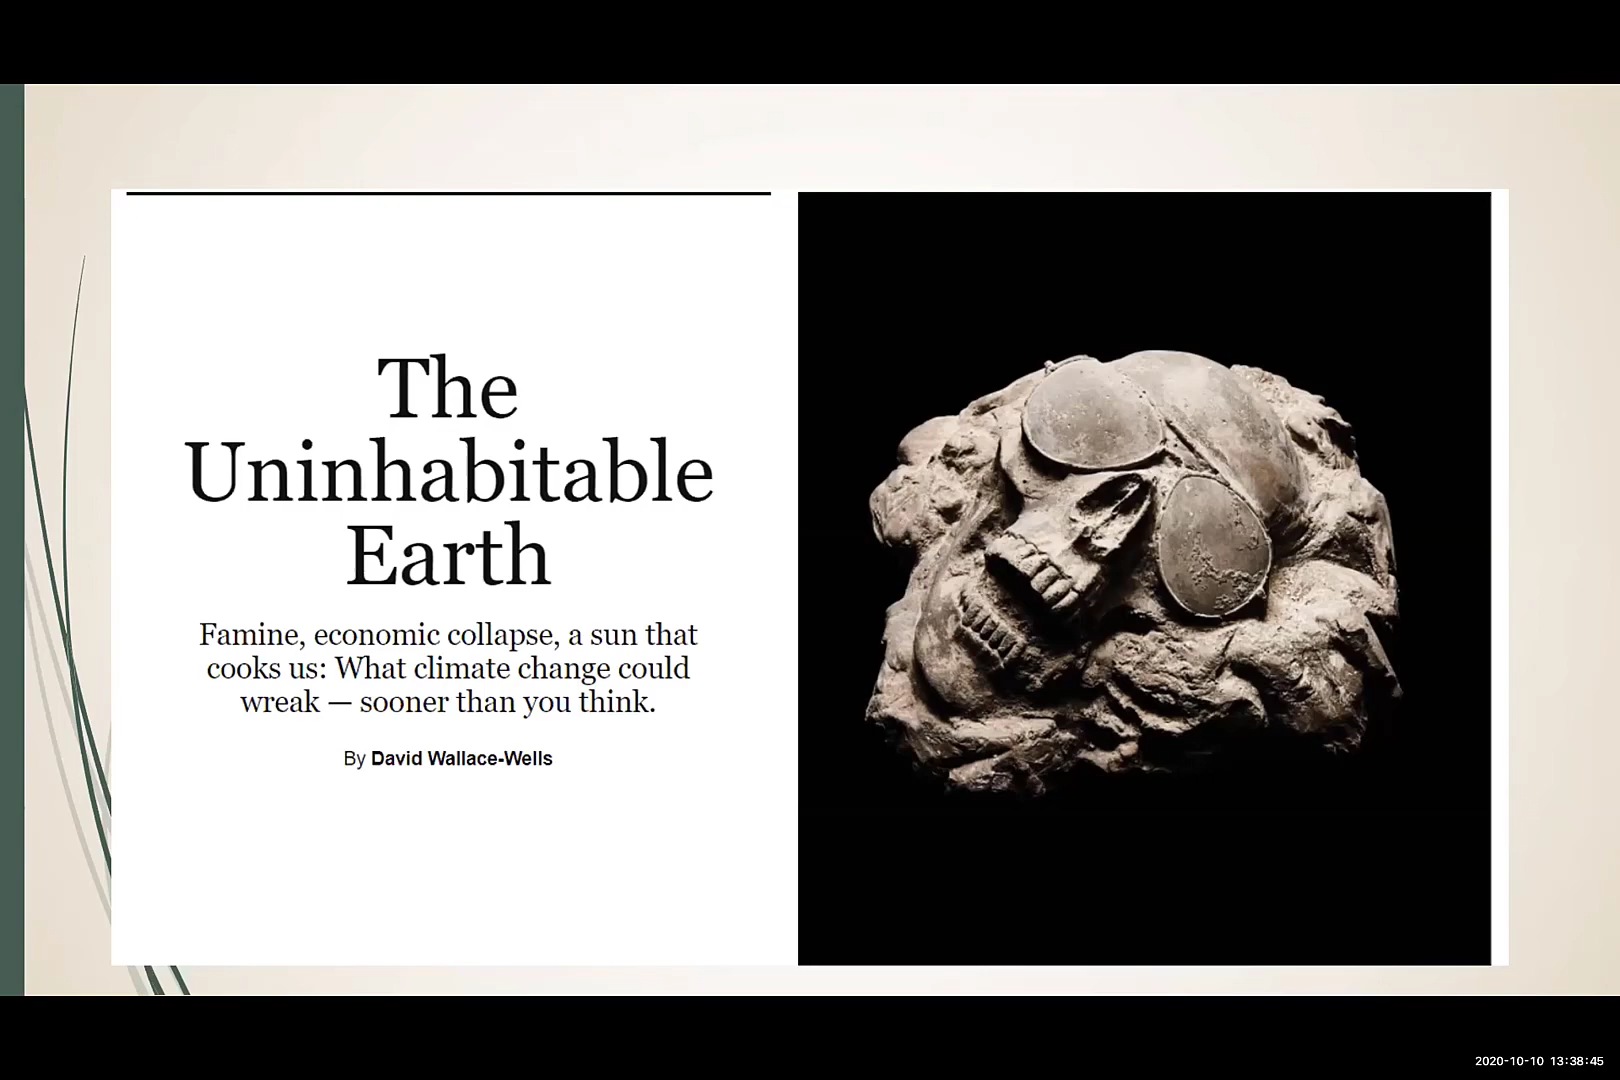 The
Uninhabitable
Earth
Famine, economic collapse, a sun that
cooks us: What climate change could
wreak — sooner than you think.
By David Wallace-Wells
2020-10-10 13:38:45